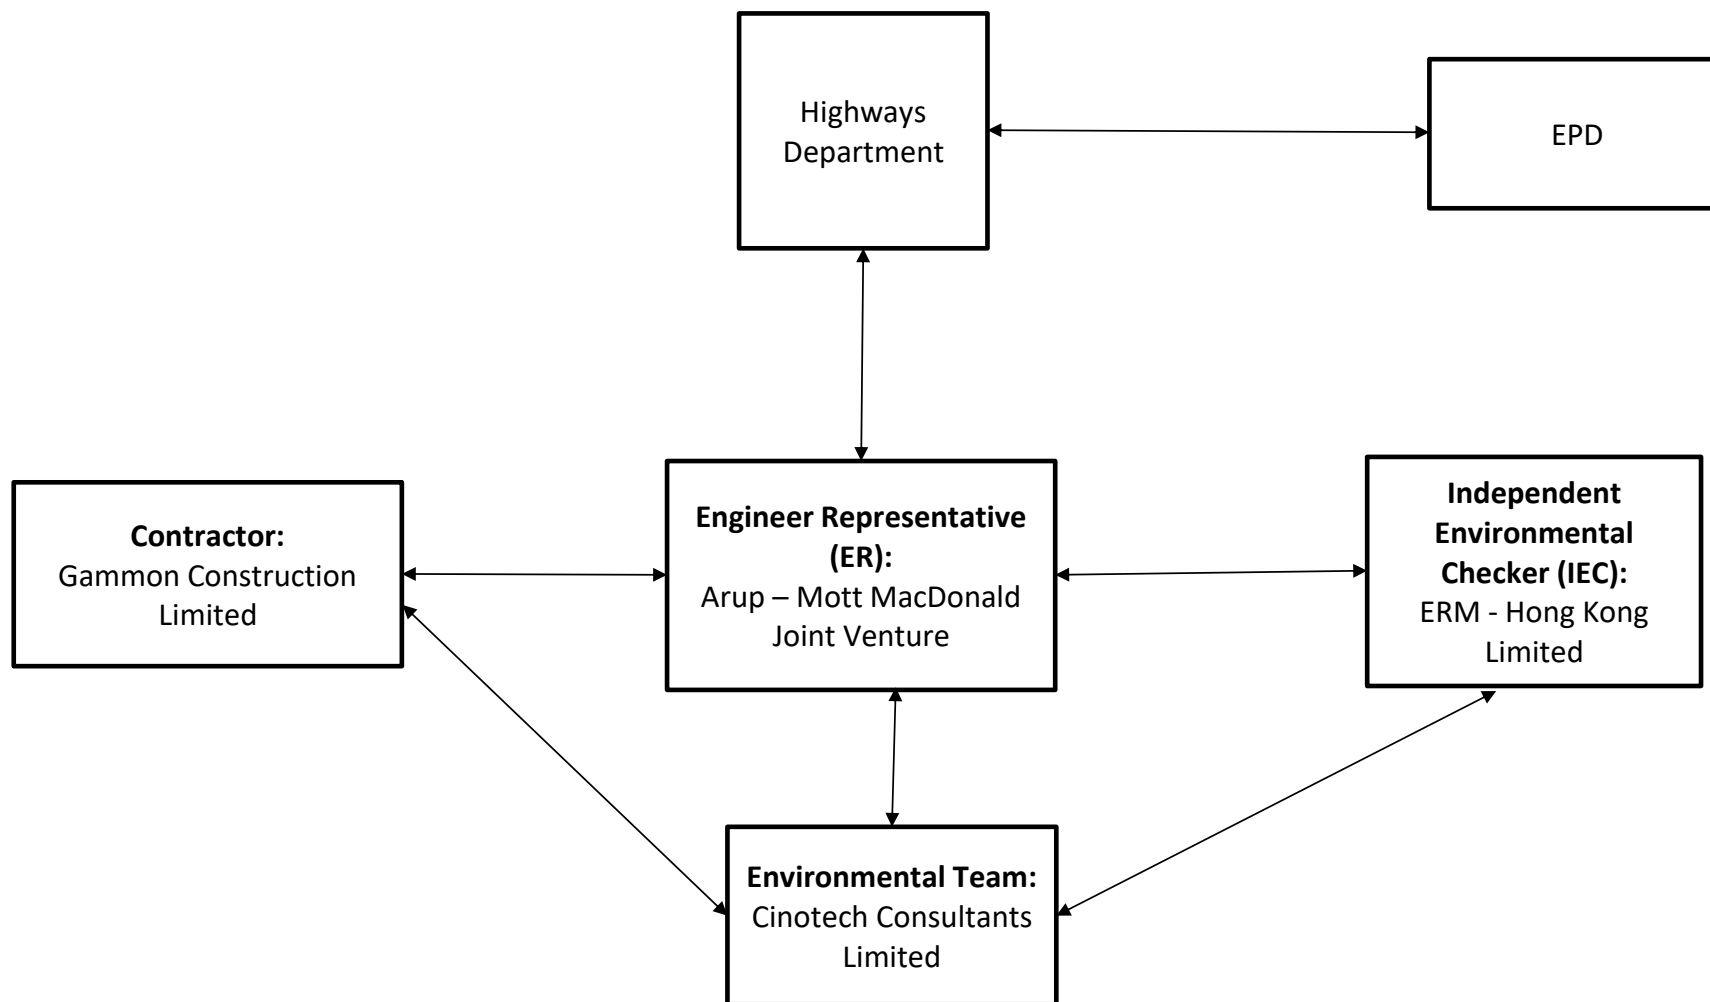 Highways
Department
EPD
Contractor:
Gammon Construction
Limited
Engineer Representative
(ER):
Arup – Mott MacDonald
Joint Venture
Independent
Environmental
Checker (IEC):
ERM - Hong Kong
Limited
Environmental Team:
Cinotech Consultants
Limited